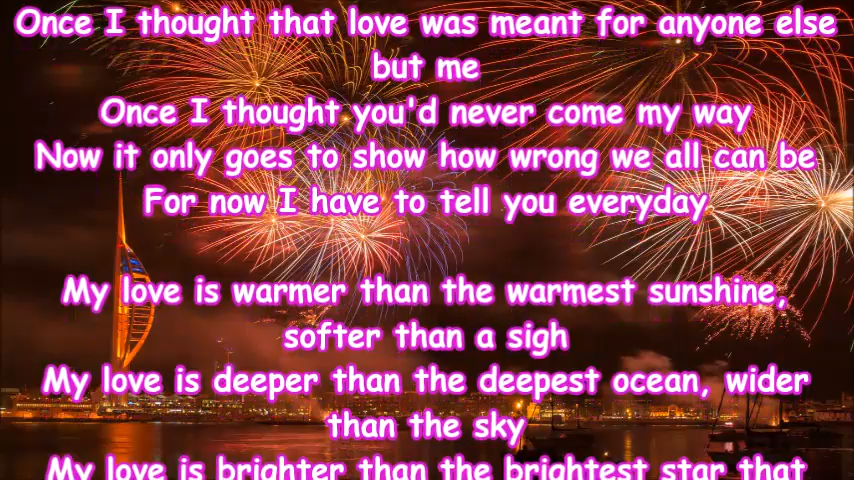 Once I thought that love was meant for anyone else
but me
Once I thought you'd never come my way
Now it only goes to show how wrong we all can be
For now I have to tell you everyday
My love is warmer than the warmest sunshine,
softer than a sigh
My love is deeper than the deepest ocean, wider
than the sky
My love is brighter than the brightest star that